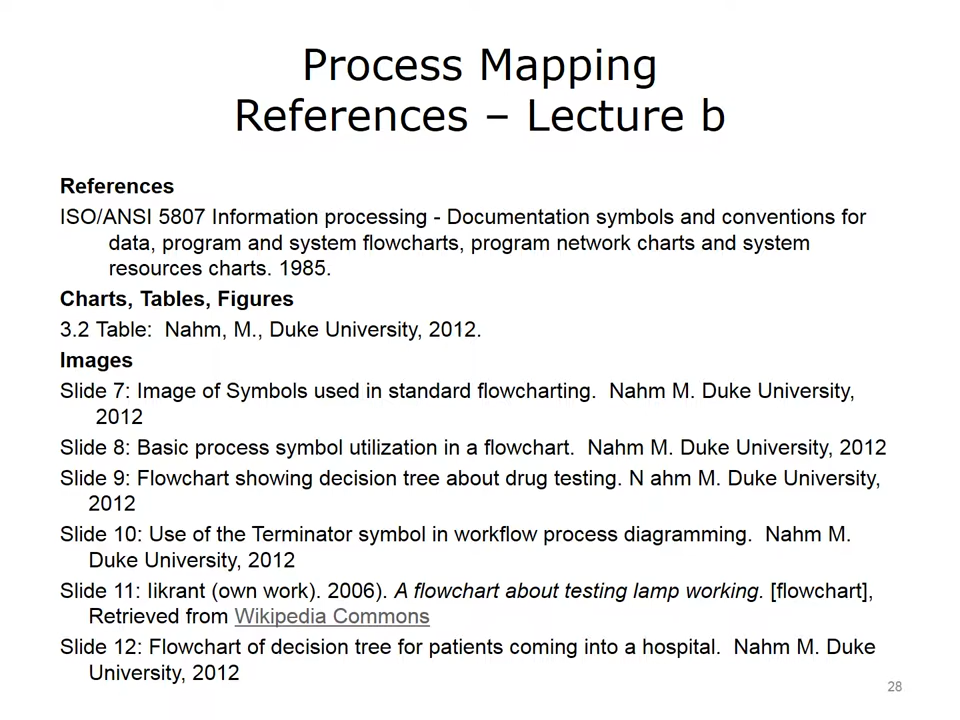 Process Mapping
References – Lecture b
References
ISO/ANSI 5807 Information processing - Documentation symbols and conventions for
data, program and system flowcharts, program network charts and system
resources charts. 1985.
Charts, Tables, Figures
3.2 Table:  Nahm, M., Duke University, 2012.
Images
Slide 7: Image of Symbols used in standard flowcharting.  Nahm M. Duke University,
2012
Slide 8: Basic process symbol utilization in a flowchart.  Nahm M. Duke University, 2012
Slide 9: Flowchart showing decision tree about drug testing. N ahm M. Duke University,
2012
Slide 10: Use of the Terminator symbol in workflow process diagramming.  Nahm M.
Duke University, 2012
Slide 11: Iikrant (own work). 2006). A flowchart about testing lamp working. [flowchart],
Retrieved from Wikipedia Commons
Slide 12: Flowchart of decision tree for patients coming into a hospital.  Nahm M. Duke
University, 2012
28